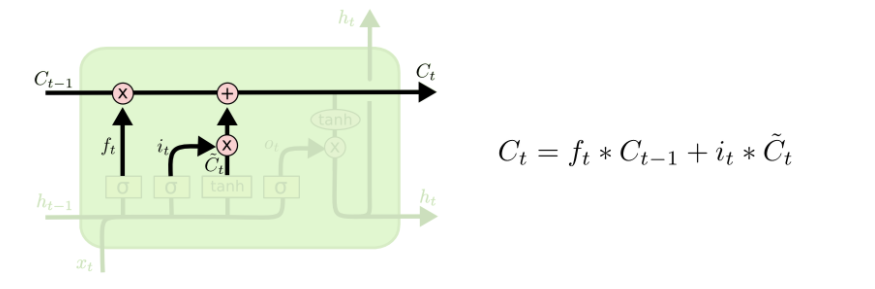 h_t
C_{t-1} x + C_t
tanh
f_t i_t x o_t x
C̃_t
σ σ tanh σ
h_{t-1} h_t
x_t
C_t = f_t * C_{t-1} + i_t * C̃_t